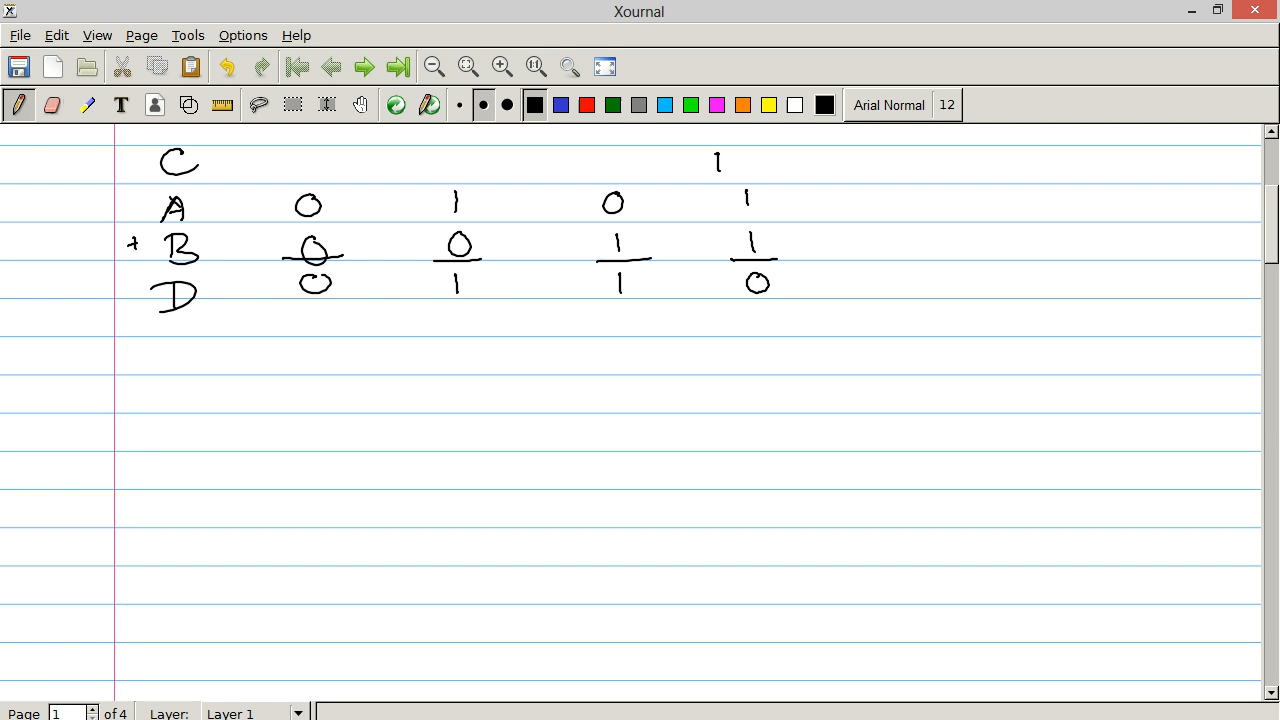 Xournal
File Edit View Page Tools Options Help
T Arial Normal 12
C 1
A 0 1 0 1
+ B 0 0 1 1
D 0 1 1 0
Page 1 of 4 Layer: Layer 1